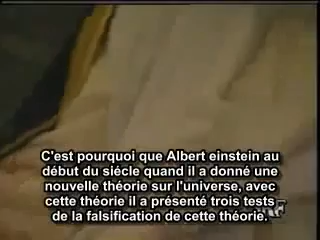 C'est pourquoi que Albert einstein au
début du siécle quand il a donné une
nouvelle théorie sur l'univers, avec
cette théorie il a présenté trois tests
de la falsification de cette théorie.